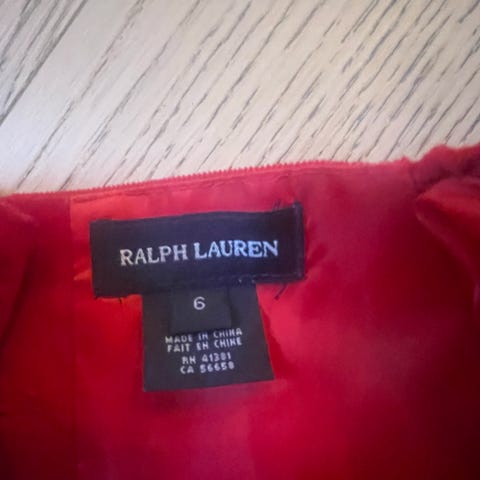 RALPH LAUREN
6
MADE IN CHINA
FAIT EN CHINE
RN 41381
CA 56658